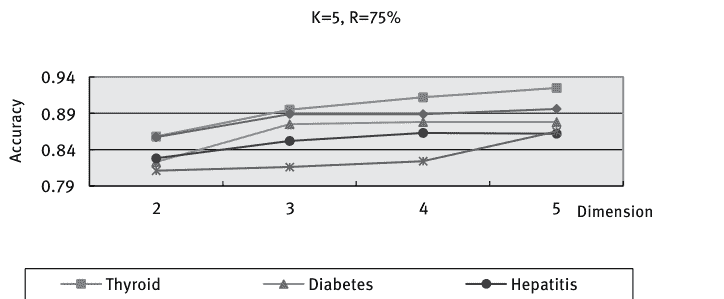 K=5, R=75%
0.94
0.89
0.84
0.79
Accuracy
2 3 4 5 Dimension
Thyroid Diabetes Hepatitis